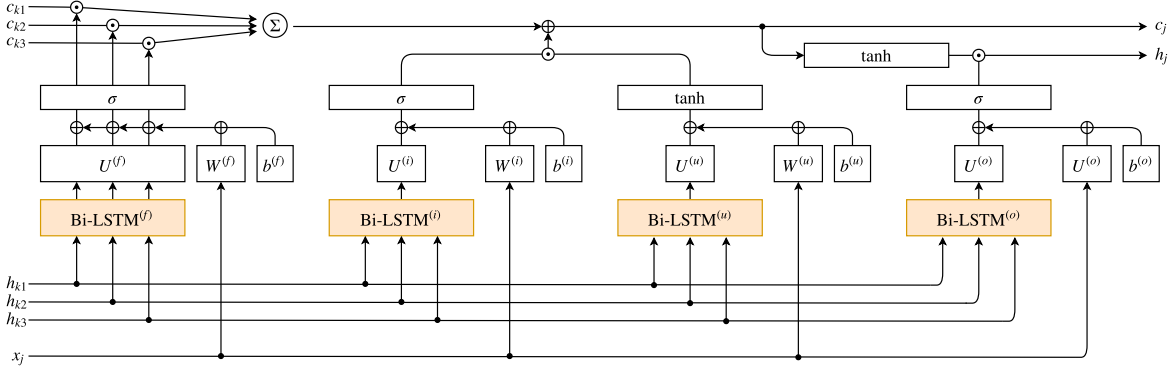 c_{k1}
c_{k2} Σ c_j
c_{k3}
tanh h_j
σ σ tanh σ
U^{(f)} W^{(f)} b^{(f)} U^{(i)} W^{(i)} b^{(i)} U^{(u)} W^{(u)} b^{(u)} U^{(o)} U^{(o)} b^{(o)}
Bi-LSTM^{(f)} Bi-LSTM^{(i)} Bi-LSTM^{(u)} Bi-LSTM^{(o)}
h_{k1}
h_{k2}
h_{k3}
x_j